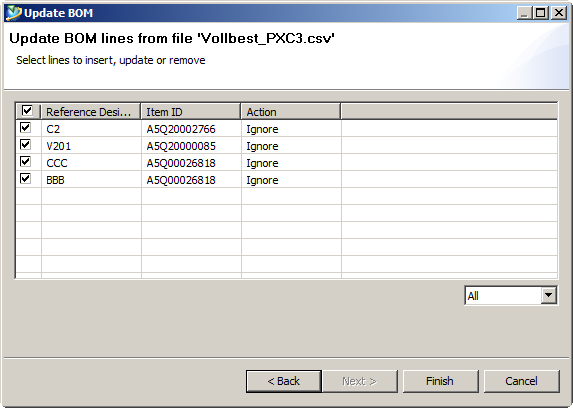 Update BOM
Update BOM lines from file 'Vollbest_PXC3.csv'
Select lines to insert, update or remove
Reference Desi... Item ID Action
C2 A5Q20002766 Ignore
V201 A5Q20000085 Ignore
CCC A5Q00026818 Ignore
BBB A5Q00026818 Ignore
All
< Back Next > Finish Cancel